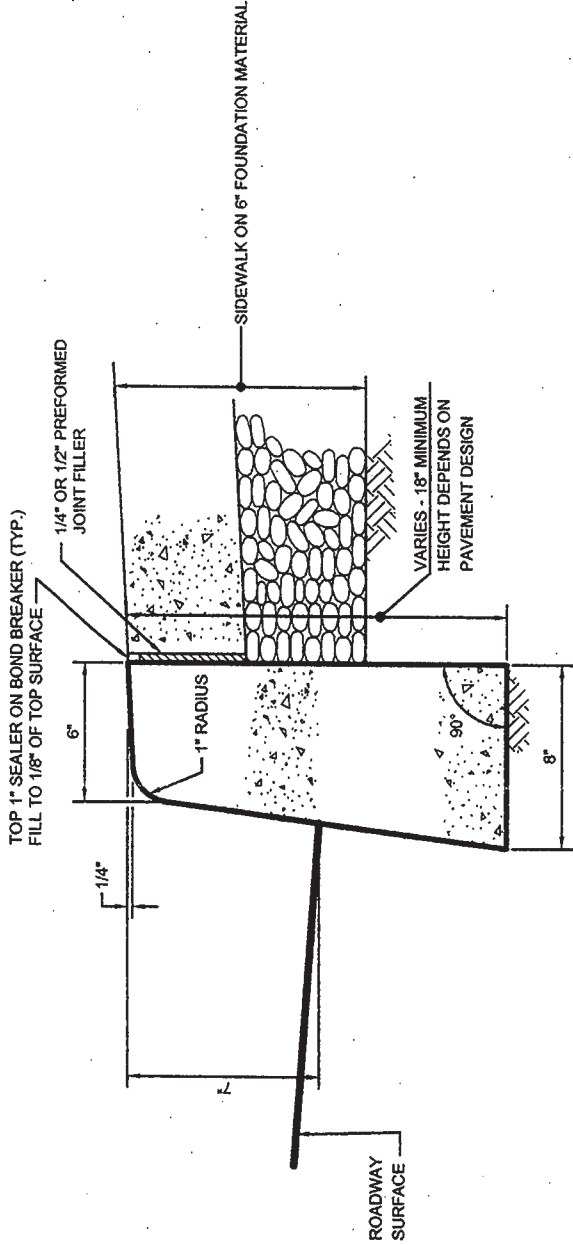 TOP 1" SEALER ON BOND BREAKER (TYP.)
FILL TO 1/8" OF TOP SURFACE
1/4" OR 1/2" PREFORMED
JOINT FILLER
6"
1/4"
1" RADIUS
7"
SIDEWALK ON 6" FOUNDATION MATERIAL
ROADWAY
SURFACE
90°
VARIES - 18" MINIMUM
HEIGHT DEPENDS ON
PAVEMENT DESIGN
8"